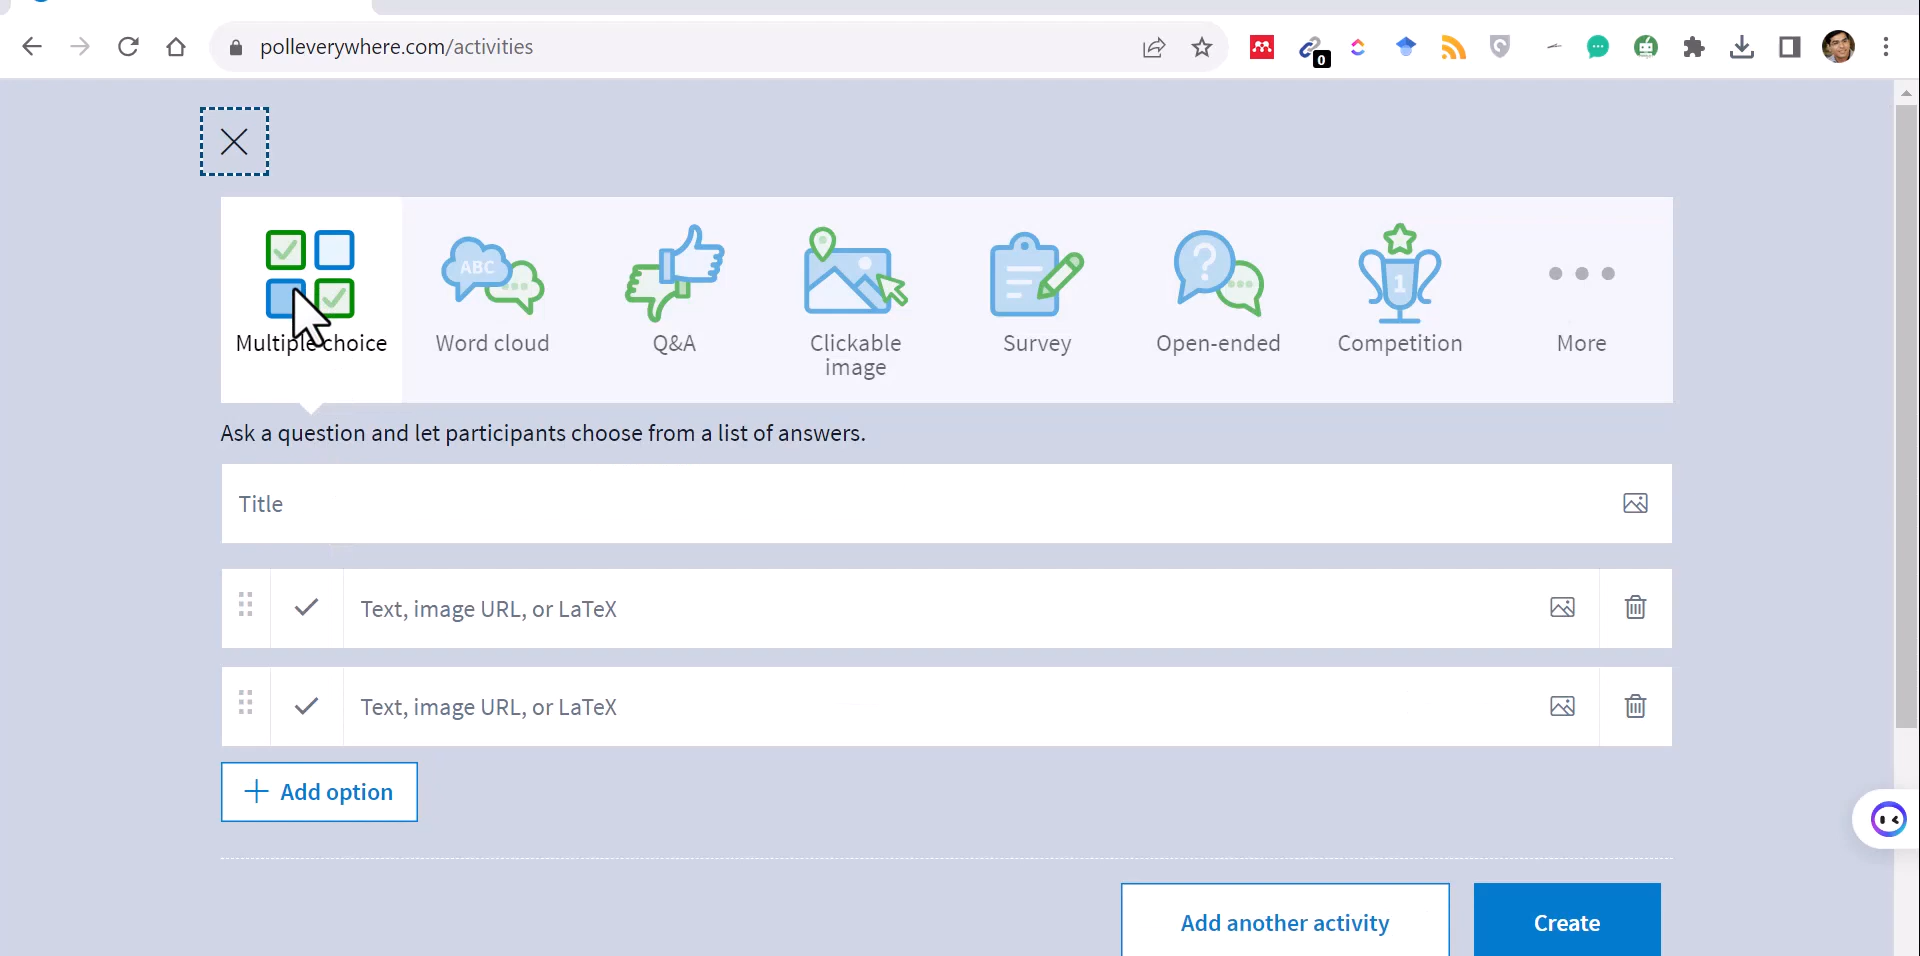 polleverywhere.com/activities
0
ABC
?
1
Multiple choice
Word cloud
Q&A
Clickable
image
Survey
Open-ended
Competition
More
Ask a question and let participants choose from a list of answers.
Title
Text, image URL, or LaTeX
Text, image URL, or LaTeX
Add option
Add another activity
Create